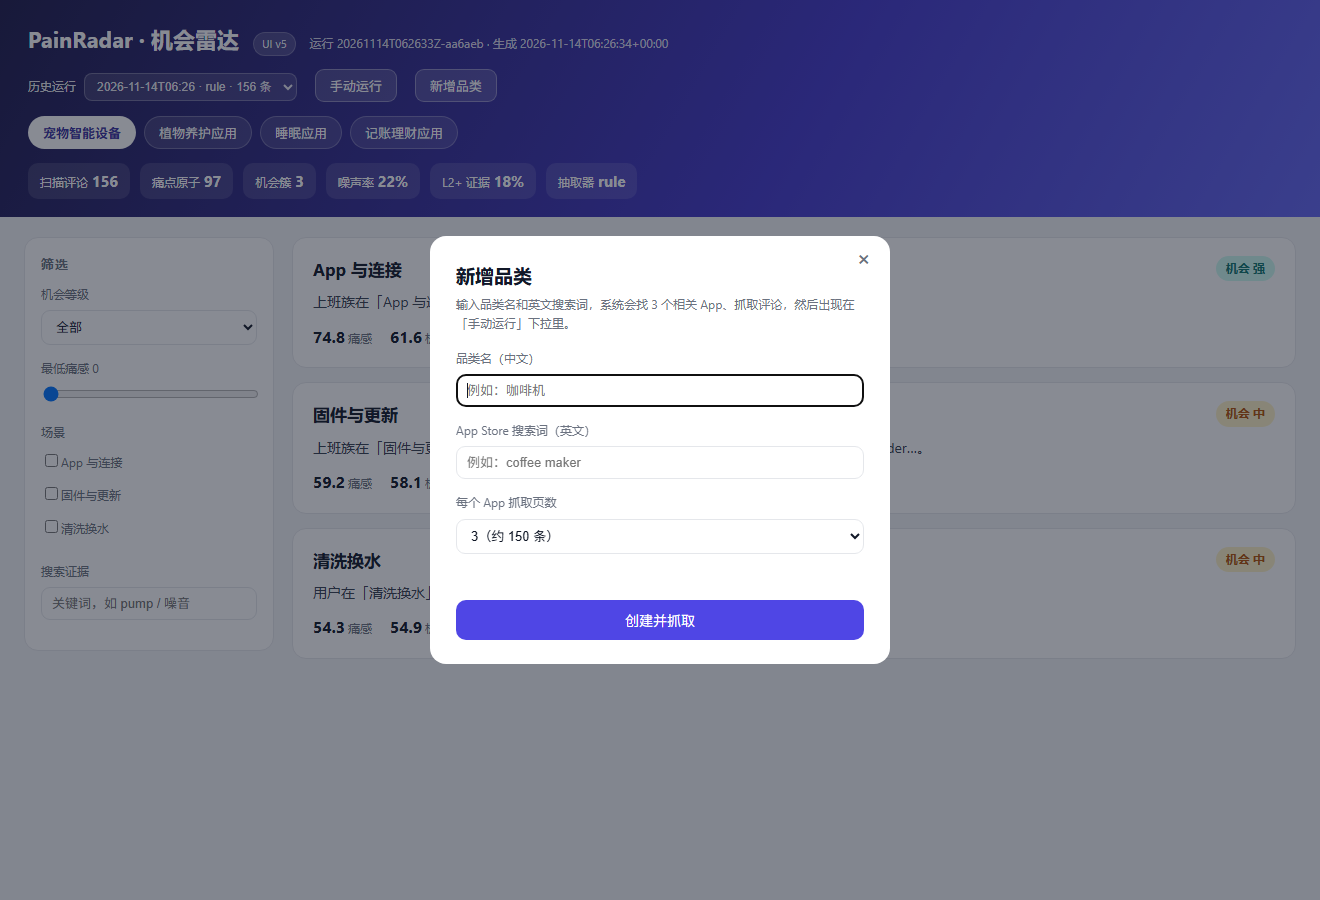 PainRadar · 机会雷达 UI v5 运行 20261114T062633Z-aa6aeb · 生成 2026-11-14T06:26:34+00:00
历史运行 2026-11-14T06:26 · rule · 156 条 手动运行 新增品类
宠物智能设备 植物养护应用 睡眠应用 记账理财应用
扫描评论 156 痛点原子 97 机会簇 3 噪声率 22% L2+ 证据 18% 抽取器 rule
筛选
机会等级
全部
最低痛感 0
场景
App 与连接
固件与更新
清洗换水
搜索证据
关键词，如 pump / 噪音
App 与连接 机会 强
上班族在「App 与
74.8 痛感 61.6
固件与更新 机会 中
上班族在「固件与 der…。
59.2 痛感 58.1
清洗换水 机会 中
用户在「清洗换水」
54.3 痛感 54.9
×
新增品类
输入品类名和英文搜索词，系统会找 3 个相关 App、抓取评论，然后出现在
「手动运行」下拉里。
品类名（中文）
例如：咖啡机
App Store 搜索词（英文）
例如：coffee maker
每个 App 抓取页数
3（约 150 条）
创建并抓取